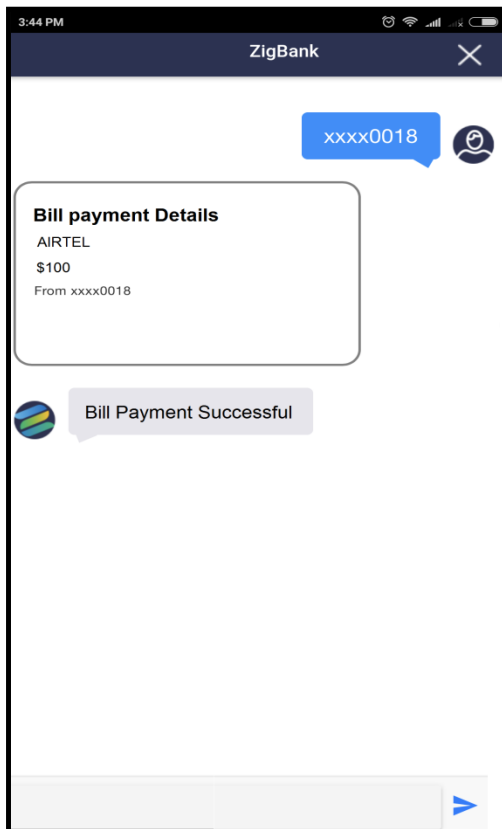 3:44 PM
ZigBank
xxxx0018
Bill payment Details
AIRTEL
$100
From xxxx0018
Bill Payment Successful